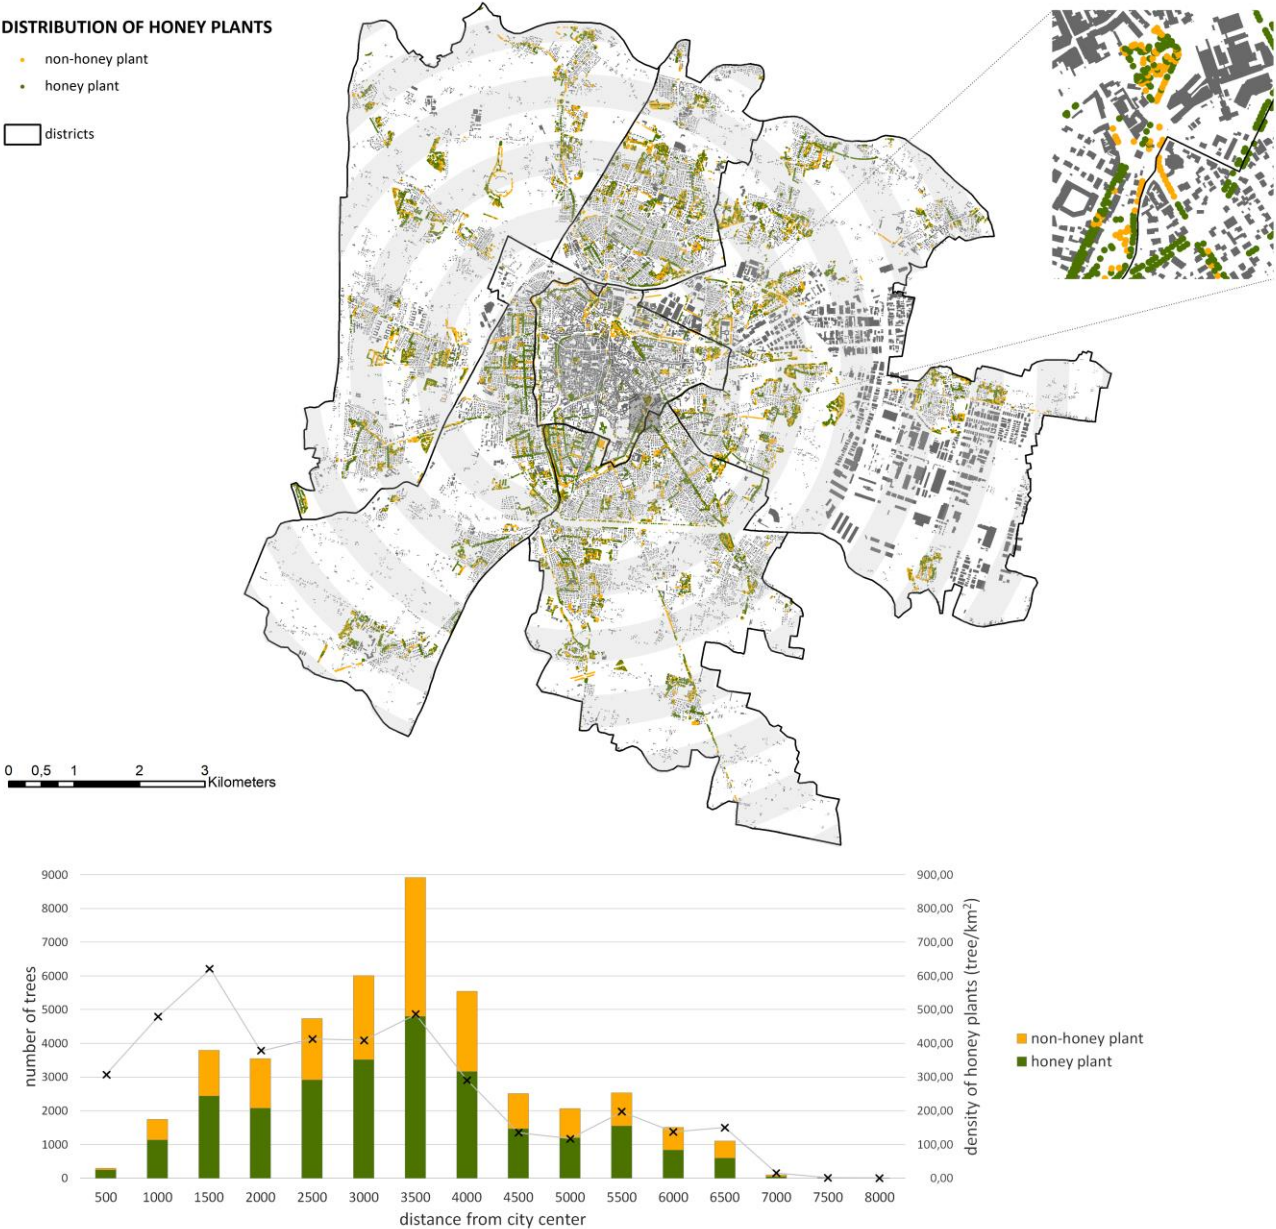 DISTRIBUTION OF HONEY PLANTS
non-honey plant
honey plant
districts
0 0,5 1 2 3
Kilometers
9000
8000
7000
6000
5000
4000
3000
2000
1000
0
number of trees
900,00
800,00
700,00
600,00
500,00
400,00
300,00
200,00
100,00
0,00
density of honey plants (tree/km²)
non-honey plant
honey plant
500 1000 1500 2000 2500 3000 3500 4000 4500 5000 5500 6000 6500 7000 7500 8000
distance from city center